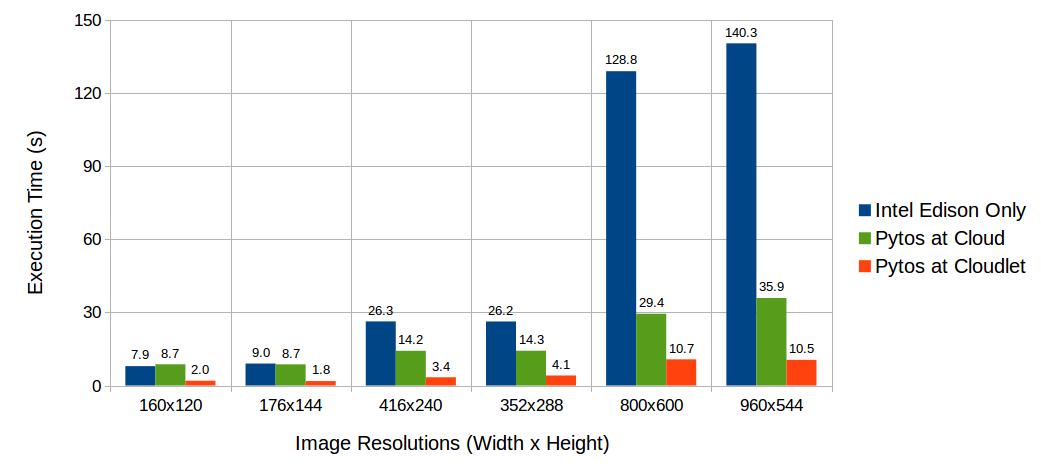 150
120
90
60
30
0
Execution Time (s)
7.9 8.7 2.0
9.0 8.7 1.8
26.3 14.2 3.4
26.2 14.3 4.1
128.8 29.4 10.7
140.3 35.9 10.5
160x120 176x144 416x240 352x288 800x600 960x544
Image Resolutions (Width x Height)
Intel Edison Only
Pytos at Cloud
Pytos at Cloudlet